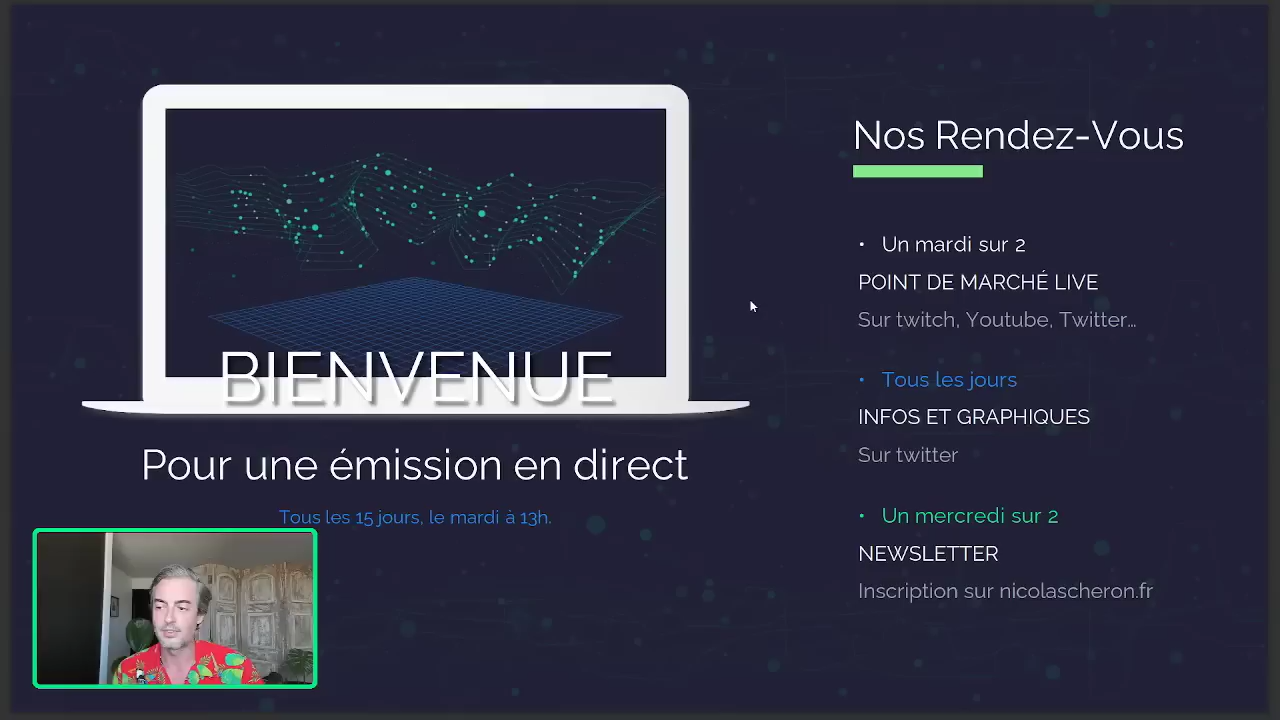 BIENVENUE
Pour une émission en direct
Tous les 15 jours, le mardi à 13h.
Nos Rendez-Vous
• Un mardi sur 2
POINT DE MARCHÉ LIVE
Sur twitch, Youtube, Twitter...
• Tous les jours
INFOS ET GRAPHIQUES
Sur twitter
• Un mercredi sur 2
NEWSLETTER
Inscription sur nicolascheron.fr